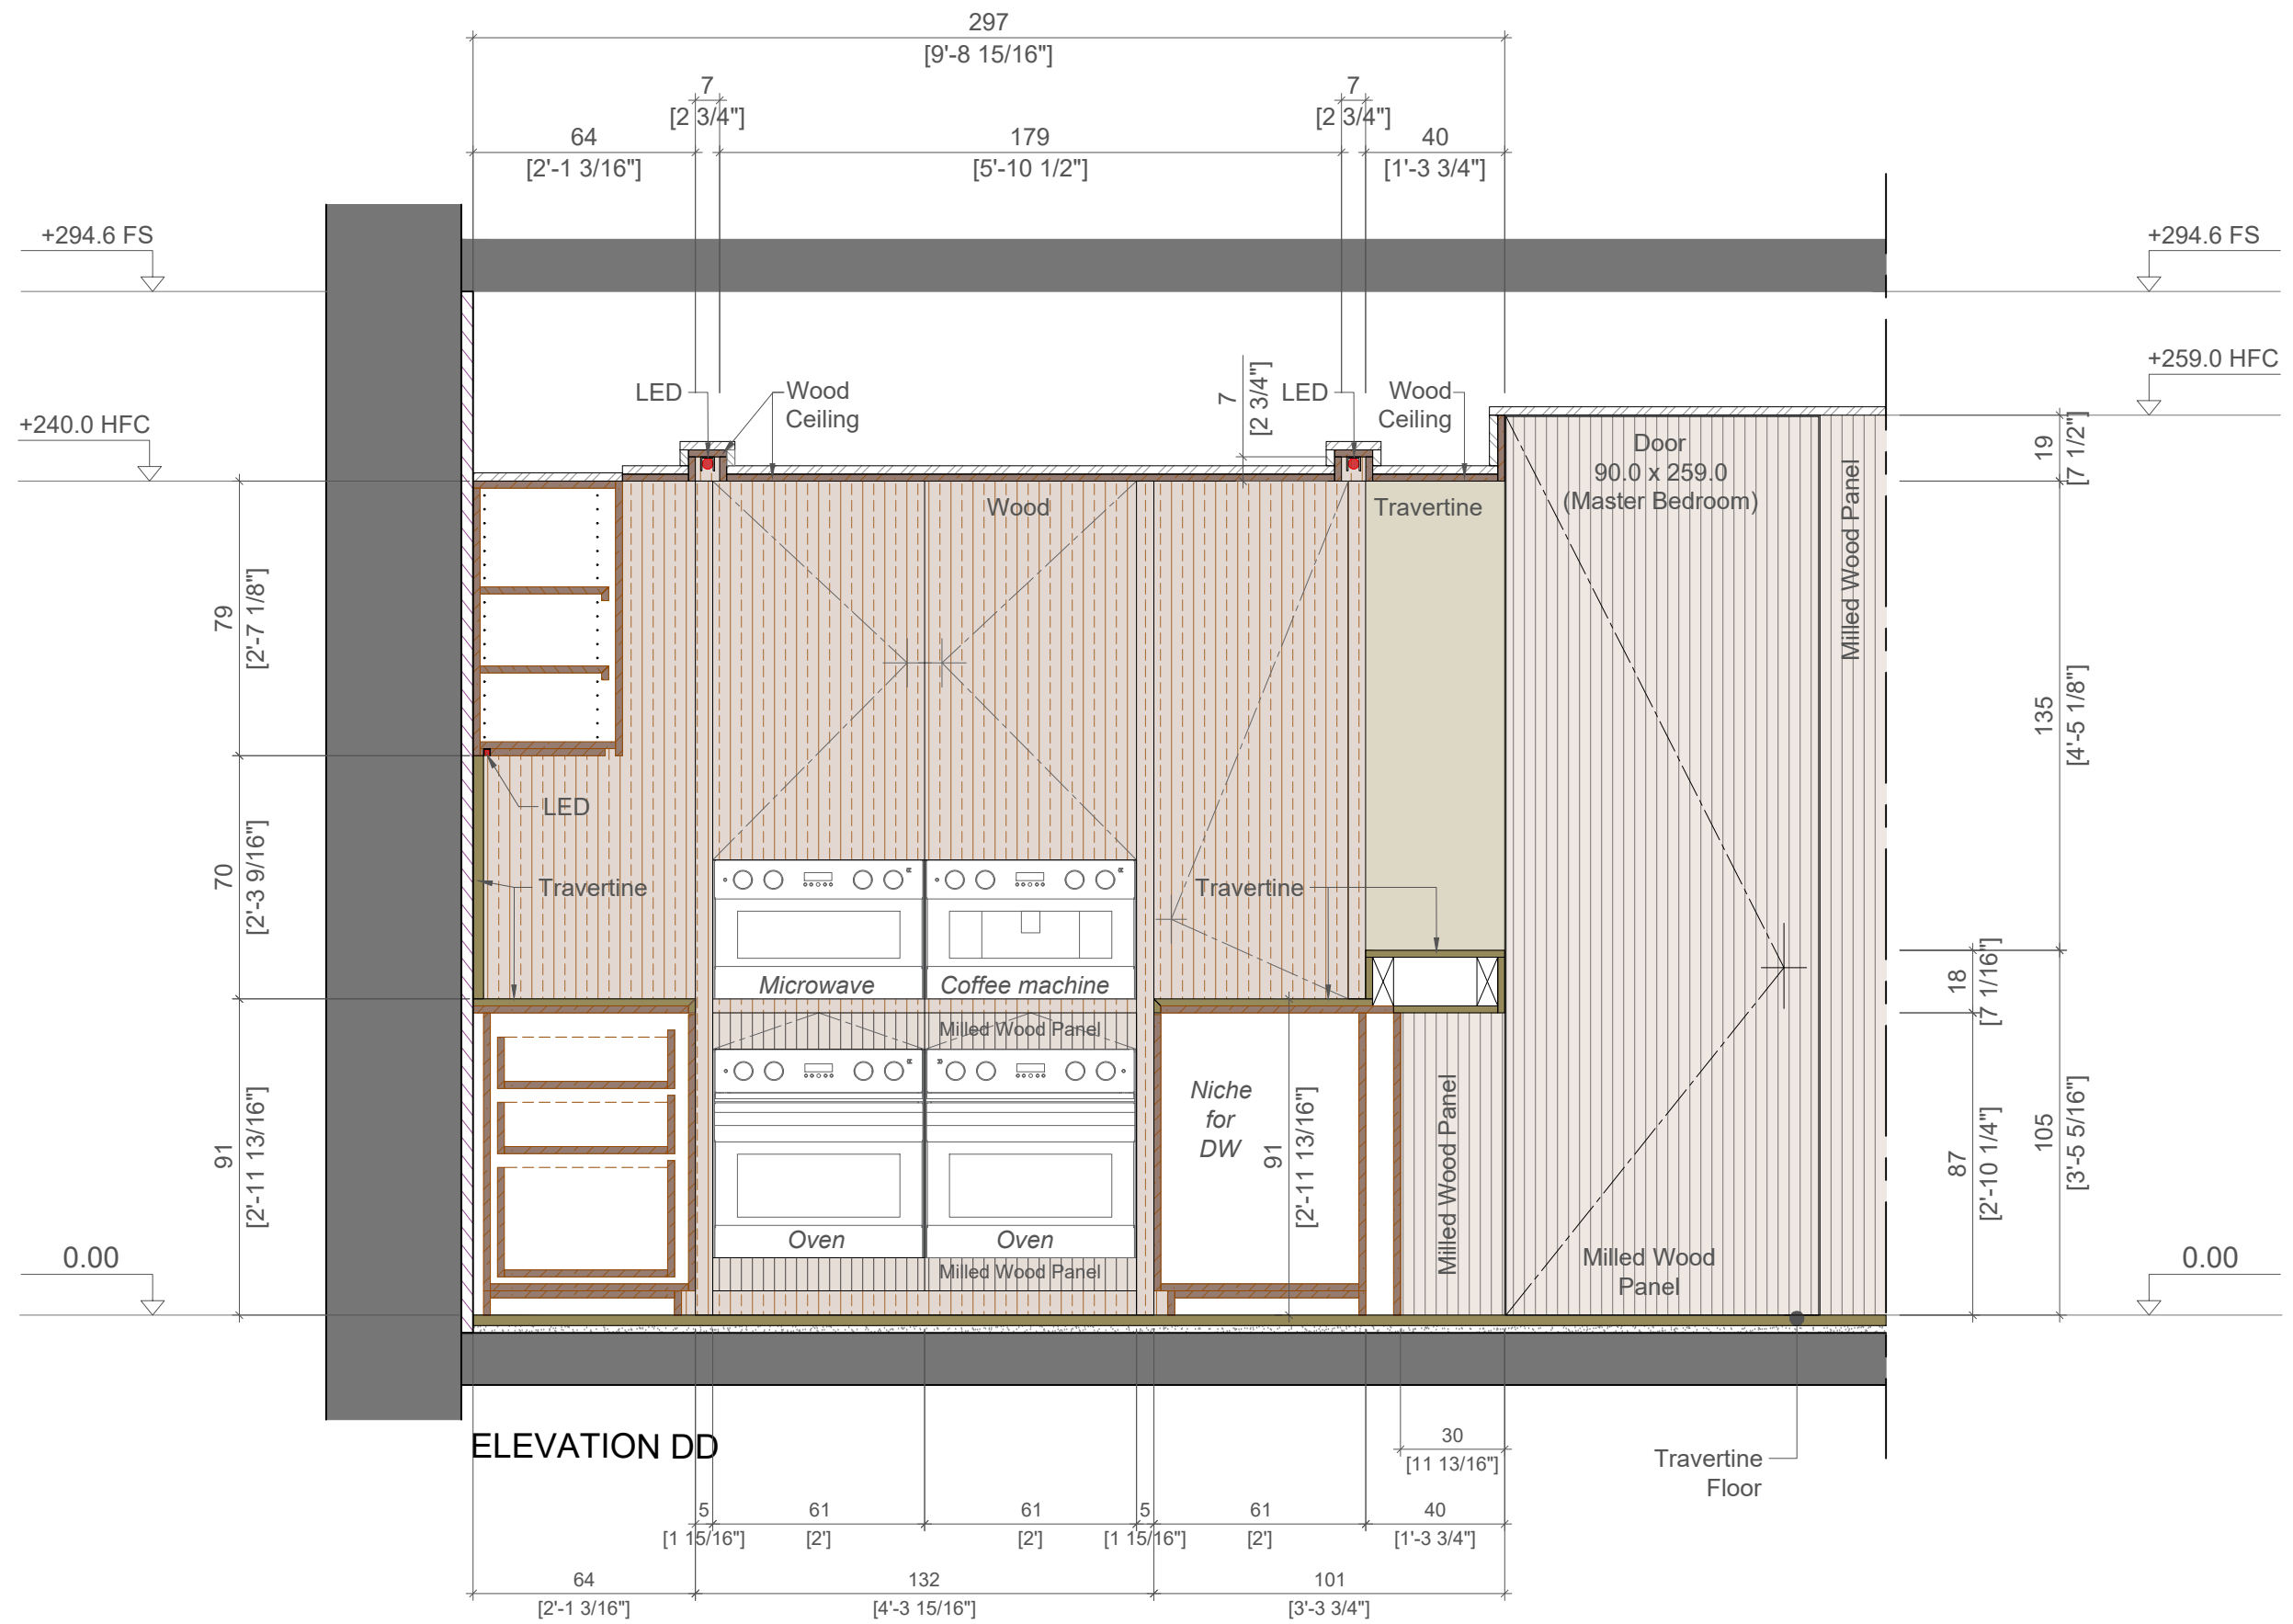 297
[9'-8 15/16"]
7
[2 3/4"]
7
[2 3/4"]
64
[2'-1 3/16"]
179
[5'-10 1/2"]
40
[1'-3 3/4"]
+294.6 FS
+294.6 FS
+259.0 HFC
+240.0 HFC
LED
Wood
Ceiling
7
[2 3/4"]
LED
Wood
Ceiling
Wood
Travertine
Door
90.0 x 259.0
(Master Bedroom)
Milled Wood Panel
19
[7 1/2"]
79
[2'-7 1/8"]
135
[4'-5 1/8"]
LED
70
[2'-3 9/16"]
Travertine
Travertine
Microwave
Coffee machine
18
[7 1/16"]
Milled Wood Panel
Niche
for
DW
91
[2'-11 13/16"]
Milled Wood Panel
91
[2'-11 13/16"]
87
[2'-10 1/4"]
105
[3'-5 5/16"]
Oven
Oven
Milled Wood Panel
Milled Wood
Panel
0.00
0.00
ELEVATION DD
30
[11 13/16"]
Travertine
Floor
5
[1 15/16"]
61
[2']
61
[2']
5
[1 15/16"]
61
[2']
40
[1'-3 3/4"]
64
[2'-1 3/16"]
132
[4'-3 15/16"]
101
[3'-3 3/4"]